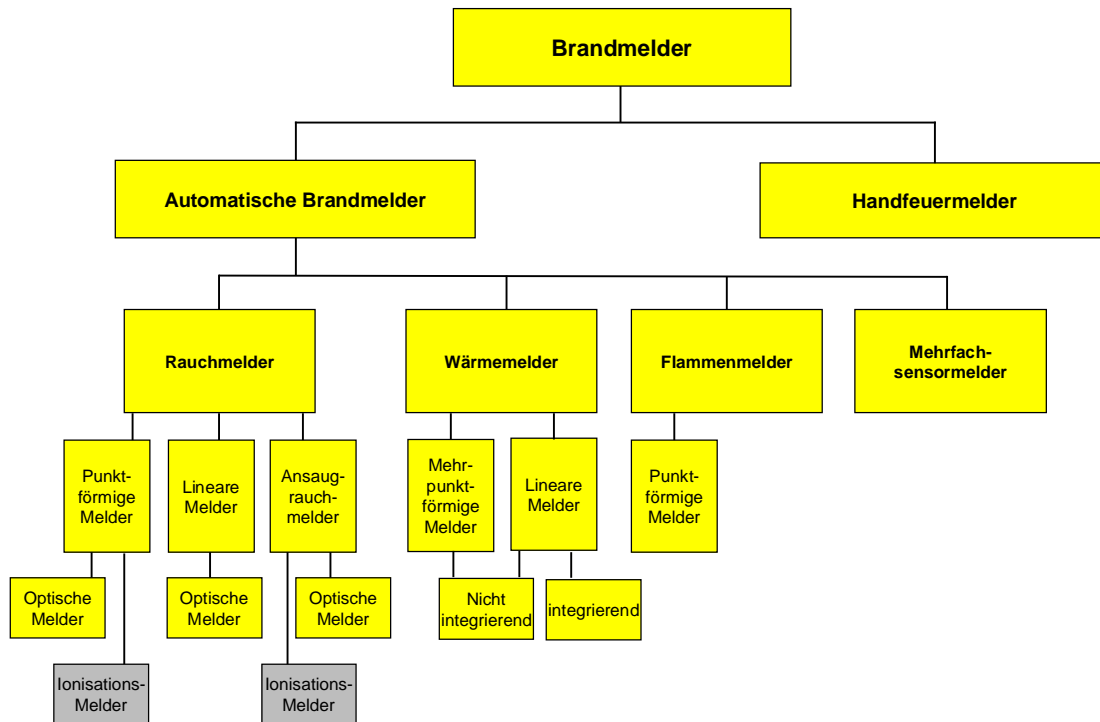 Brandmelder
Automatische Brandmelder
Handfeuermelder
Rauchmelder
Wärmemelder
Flammenmelder
Mehrfach-
sensormelder
Punkt-
förmige
Melder
Lineare
Melder
Ansaug-
rauch-
melder
Mehr-
punkt-
förmige
Melder
Lineare
Melder
Punkt-
förmige
Melder
Optische
Melder
Optische
Melder
Optische
Melder
Nicht
integrierend
integrierend
Ionisations-
Melder
Ionisations-
Melder